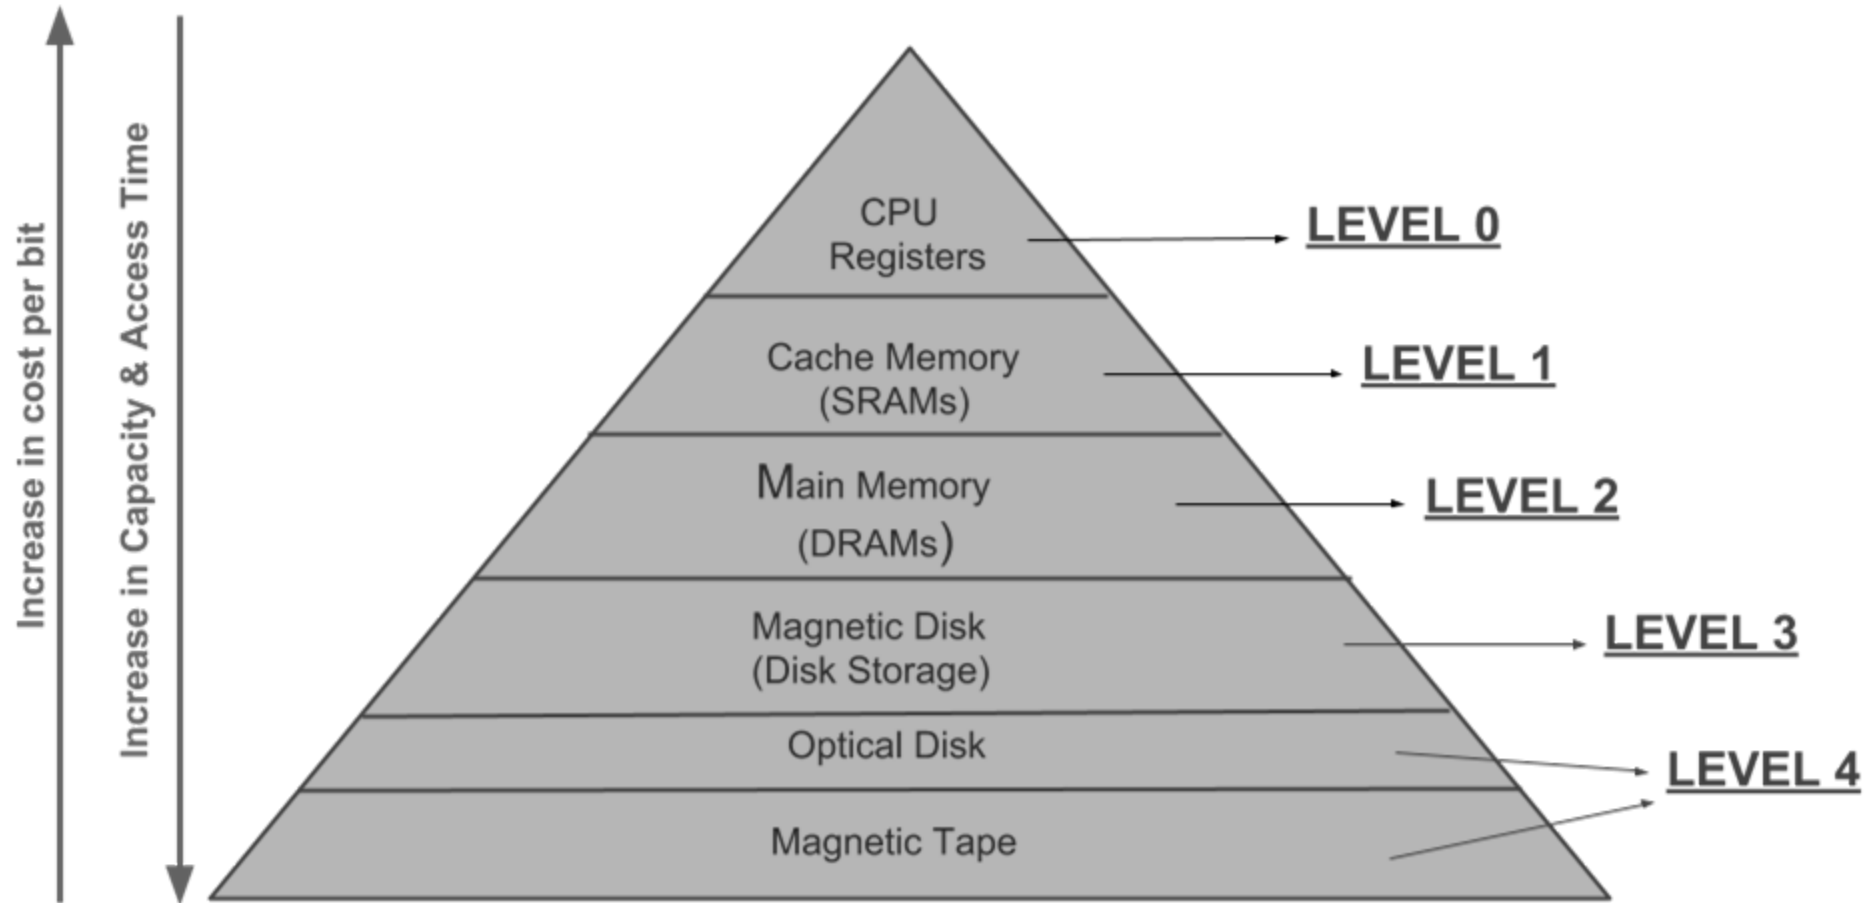 Increase in cost per bit
Increase in Capacity & Access Time
CPU
Registers
LEVEL 0
Cache Memory
(SRAMs)
LEVEL 1
Main Memory
(DRAMs)
LEVEL 2
Magnetic Disk
(Disk Storage)
LEVEL 3
Optical Disk
LEVEL 4
Magnetic Tape